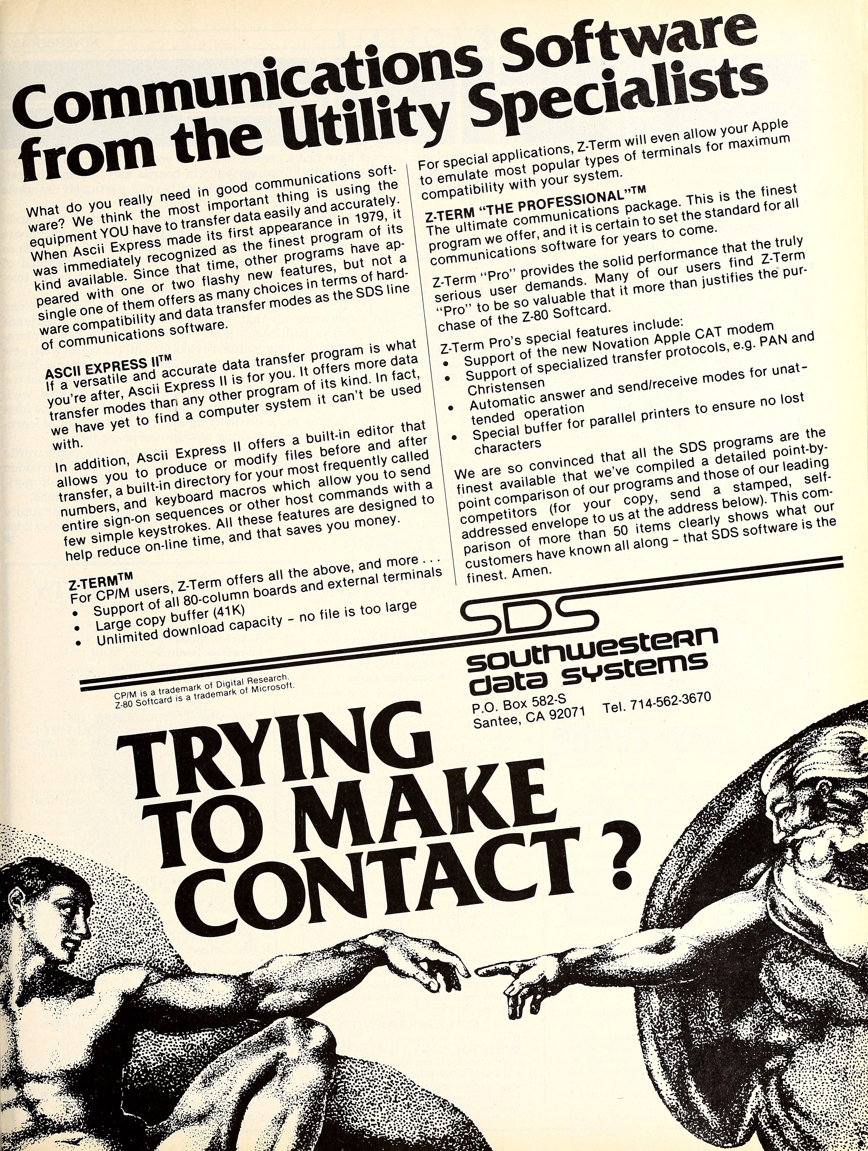 Communications Software
from the Utility Specialists
What do you really need in good communications soft-
ware? We think the most important thing is using the
equipment YOU have to transfer data easily and accurately.
When Ascii Express made its first appearance in 1979, it
was immediately recognized as the finest program of its
kind available. Since that time, other programs have ap-
peared with one or two flashy new features, but not a
single one of them offers as many choices in terms of hard-
ware compatibility and data transfer modes as the SDS line
of communications software.
ASCII EXPRESS II™
If a versatile and accurate data transfer program is what
you're after, Ascii Express II is for you. It offers more data
transfer modes than any other program of its kind. In fact,
we have yet to find a computer system it can't be used
with.
In addition, Ascii Express II offers a built-in editor that
allows you to produce or modify files before and after
transfer, a built-in directory for your most frequently called
numbers, and keyboard macros which allow you to send
entire sign-on sequences or other host commands with a
few simple keystrokes. All these features are designed to
help reduce on-line time, and that saves you money.
Z-TERM™
For CP/M users, Z-Term offers all the above, and more . . .
• Support of all 80-column boards and external terminals
• Large copy buffer (41K)
• Unlimited download capacity – no file is too large
For special applications, Z-Term will even allow your Apple
to emulate most popular types of terminals for maximum
compatibility with your system.
Z-TERM "THE PROFESSIONAL"™
The ultimate communications package. This is the finest
program we offer, and it is certain to set the standard for all
communications software for years to come.
Z-Term "Pro" provides the solid performance that the truly
serious user demands. Many of our users find Z-Term
"Pro" to be so valuable that it more than justifies the pur-
chase of the Z-80 Softcard.
Z-Term Pro's special features include:
• Support of the new Novation Apple CAT modem
• Support of specialized transfer protocols, e.g. PAN and
Christensen
• Automatic answer and send/receive modes for unat-
tended operation
• Special buffer for parallel printers to ensure no lost
characters
We are so convinced that all the SDS programs are the
finest available that we've compiled a detailed point-by-
point comparison of our programs and those of our leading
competitors (for your copy, send a stamped, self-
addressed envelope to us at the address below). This com-
parison of more than 50 items clearly shows what our
customers have known all along – that SDS software is the
finest. Amen.
SDS
southwestern
data systems
P.O. Box 582-S
Santee, CA 92071 Tel. 714-562-3670
CP/M is a trademark of Digital Research.
Z-80 Softcard is a trademark of Microsoft.
TRYING
TO MAKE
CONTACT ?